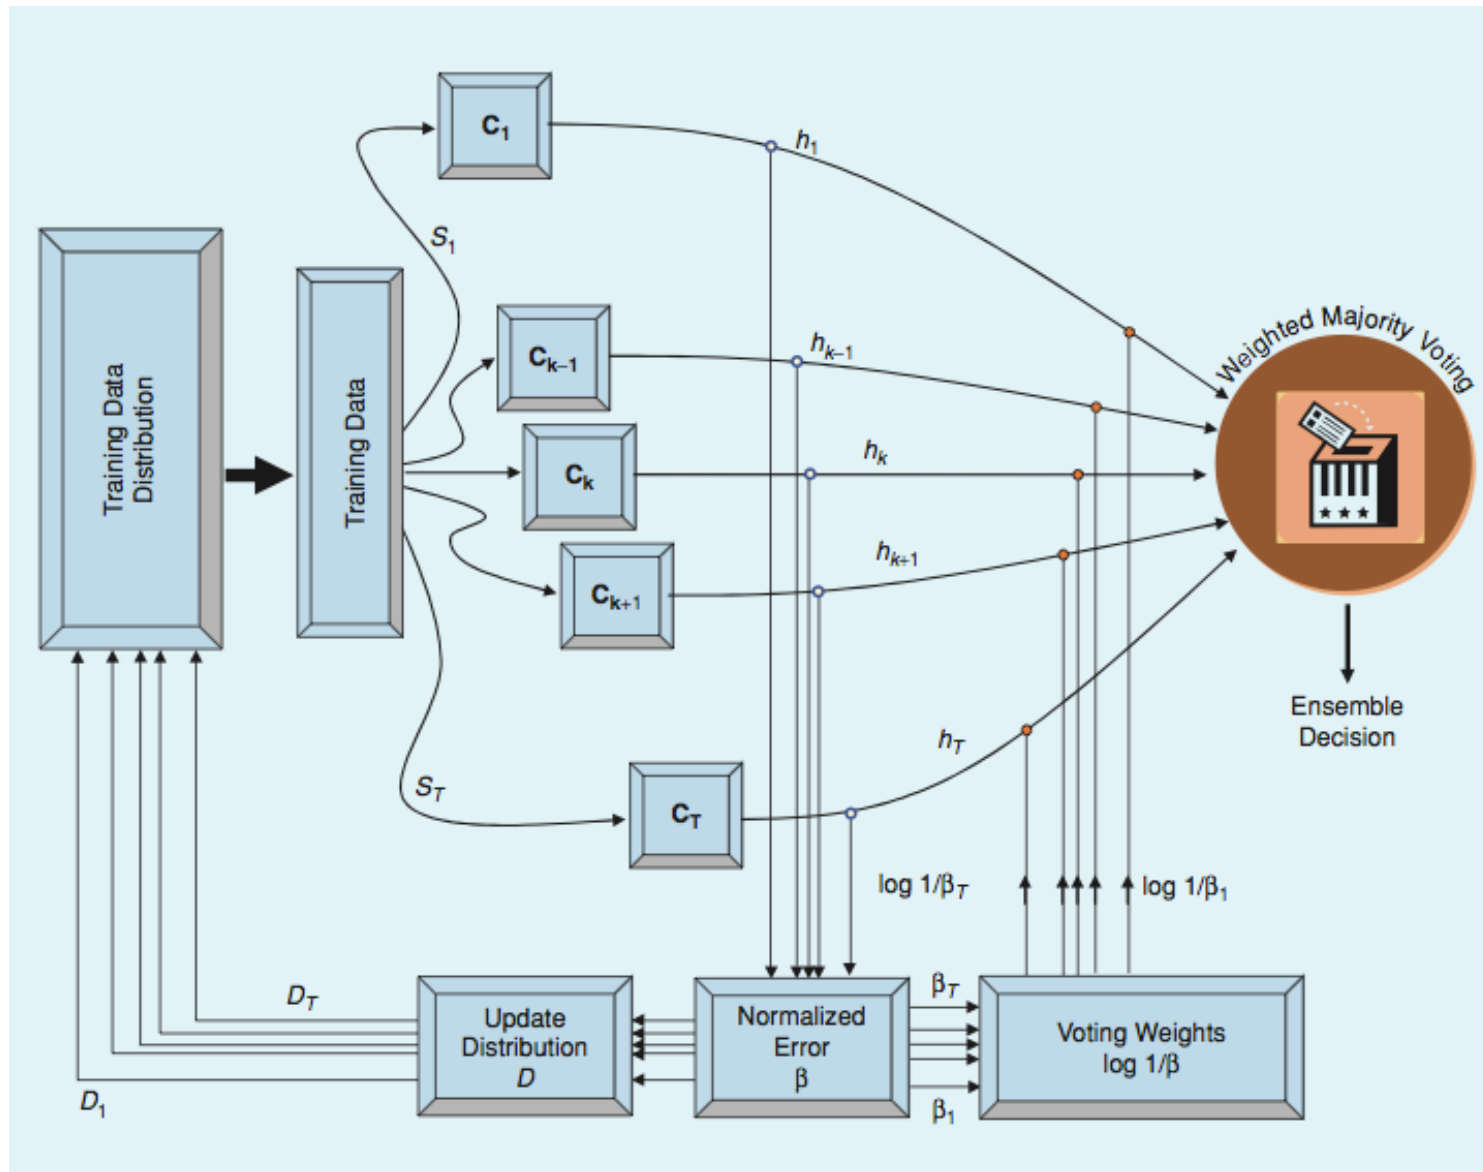 C1
h1
S1
Weighted Majority Voting
Training Data
Distribution
Training Data
Ck–1
hk–1
Ck
hk
Ck+1
hk+1
Ensemble
Decision
ST
CT
hT
log 1/βT
log 1/β1
DT
D1
Update
Distribution
D
Normalized
Error
β
βT
β1
Voting Weights
log 1/β